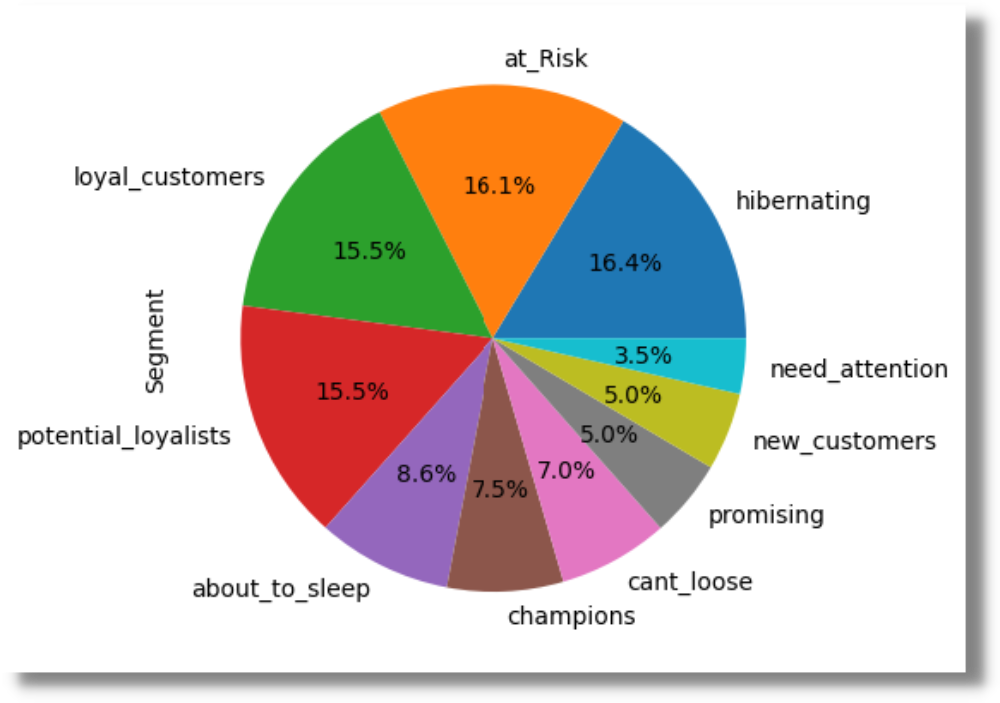 at_Risk
loyal_customers
hibernating
16.1%
15.5%
16.4%
Segment
3.5%
need_attention
15.5%
5.0%
potential_loyalists
5.0%
new_customers
8.6%
7.0%
7.5%
promising
about_to_sleep
cant_loose
champions